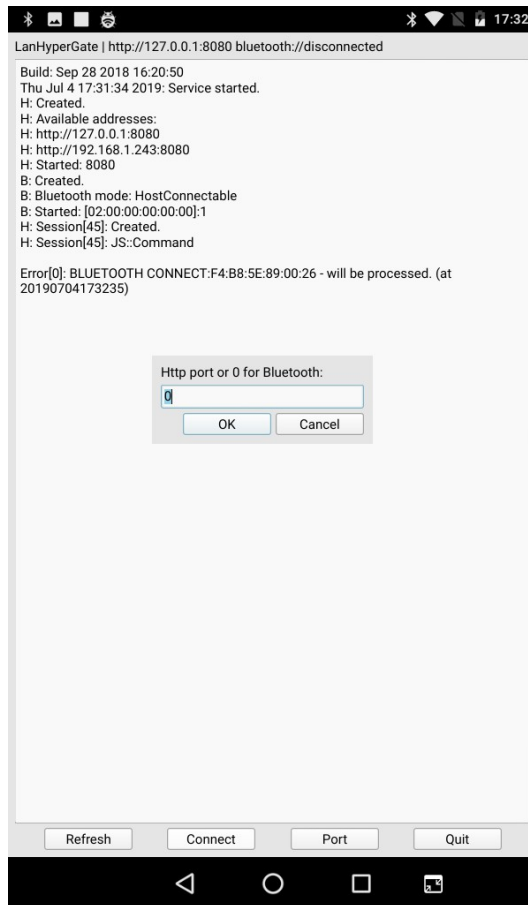 17:32
LanHyperGate | http://127.0.0.1:8080 bluetooth://disconnected
Build: Sep 28 2018 16:20:50
Thu Jul 4 17:31:34 2019: Service started.
H: Created.
H: Available addresses:
H: http://127.0.0.1:8080
H: http://192.168.1.243:8080
H: Started: 8080
B: Created.
B: Bluetooth mode: HostConnectable
B: Started: [02:00:00:00:00:00]:1
H: Session[45]: Created.
H: Session[45]: JS::Command
Error[0]: BLUETOOTH CONNECT:F4:B8:5E:89:00:26 - will be processed. (at
20190704173235)
Http port or 0 for Bluetooth:
0
OK Cancel
Refresh Connect Port Quit